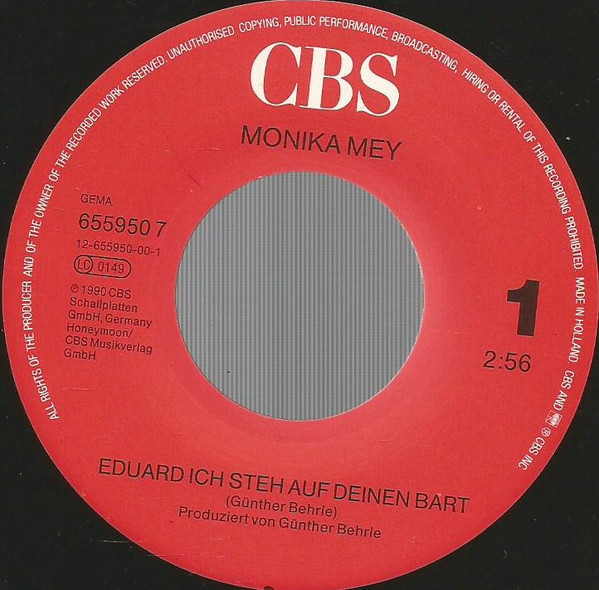 ALL RIGHTS OF THE PRODUCER AND OF THE OWNER OF THE RECORDED WORK RESERVED. UNAUTHORISED COPYING, PUBLIC PERFORMANCE, BROADCASTING, HIRING OR RENTAL OF THIS RECORDING PROHIBITED. MADE IN HOLLAND. CBS AND ® ℗ CBS INC.
CBS
MONIKA MEY
GEMA
655950 7
12-655950-00-1
LC 0149
℗ 1990 CBS
Schallplatten
GmbH, Germany
Honeymoon/
CBS Musikverlag
GmbH
1
2:56
EDUARD ICH STEH AUF DEINEN BART
(Günther Behrle)
Produziert von Günther Behrle